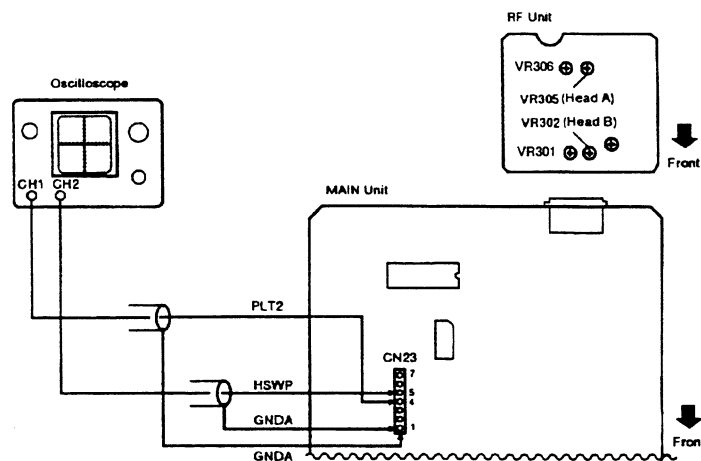 RF Unit
VR306
VR305 (Head A)
VR302 (Head B)
VR301
Front
Oscilloscope
CH1 CH2
MAIN Unit
PLT2
CN23
7
HSWP
5
4
GNDA
1
GNDA
Fron